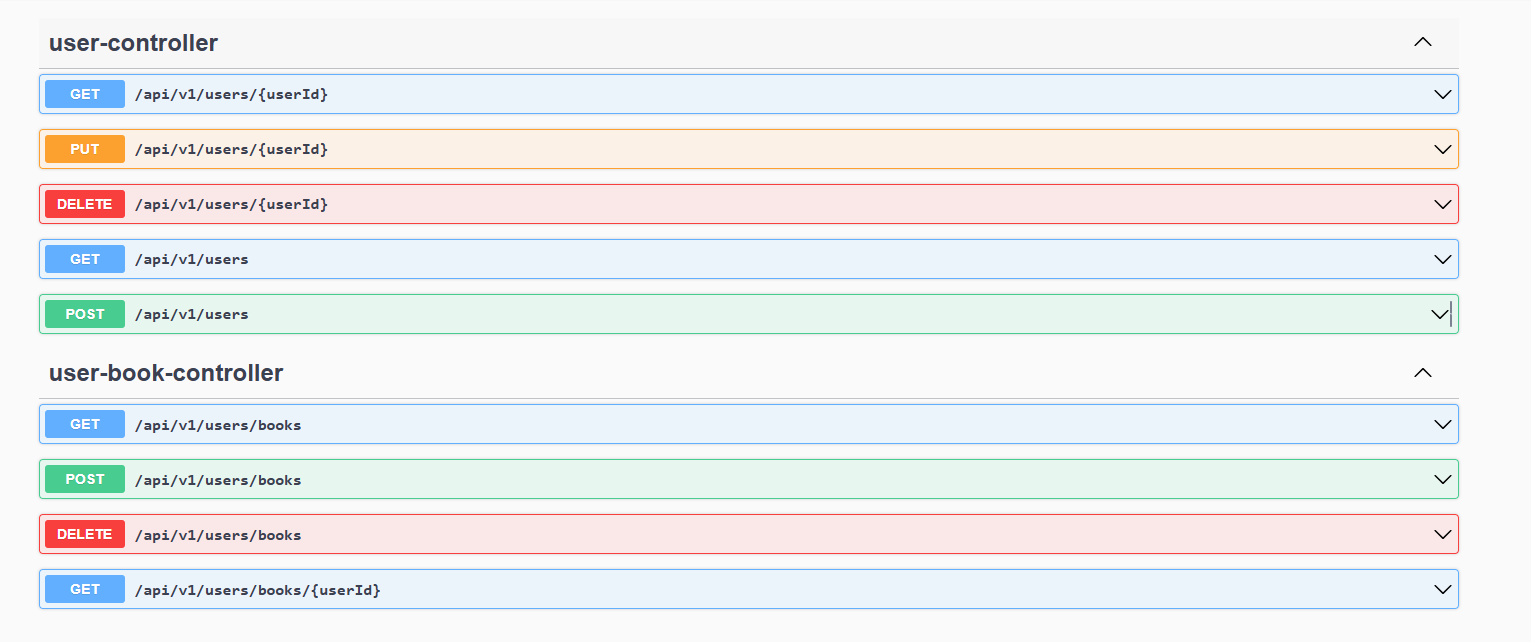 user-controller
GET /api/v1/users/{userId}
PUT /api/v1/users/{userId}
DELETE /api/v1/users/{userId}
GET /api/v1/users
POST /api/v1/users
user-book-controller
GET /api/v1/users/books
POST /api/v1/users/books
DELETE /api/v1/users/books
GET /api/v1/users/books/{userId}